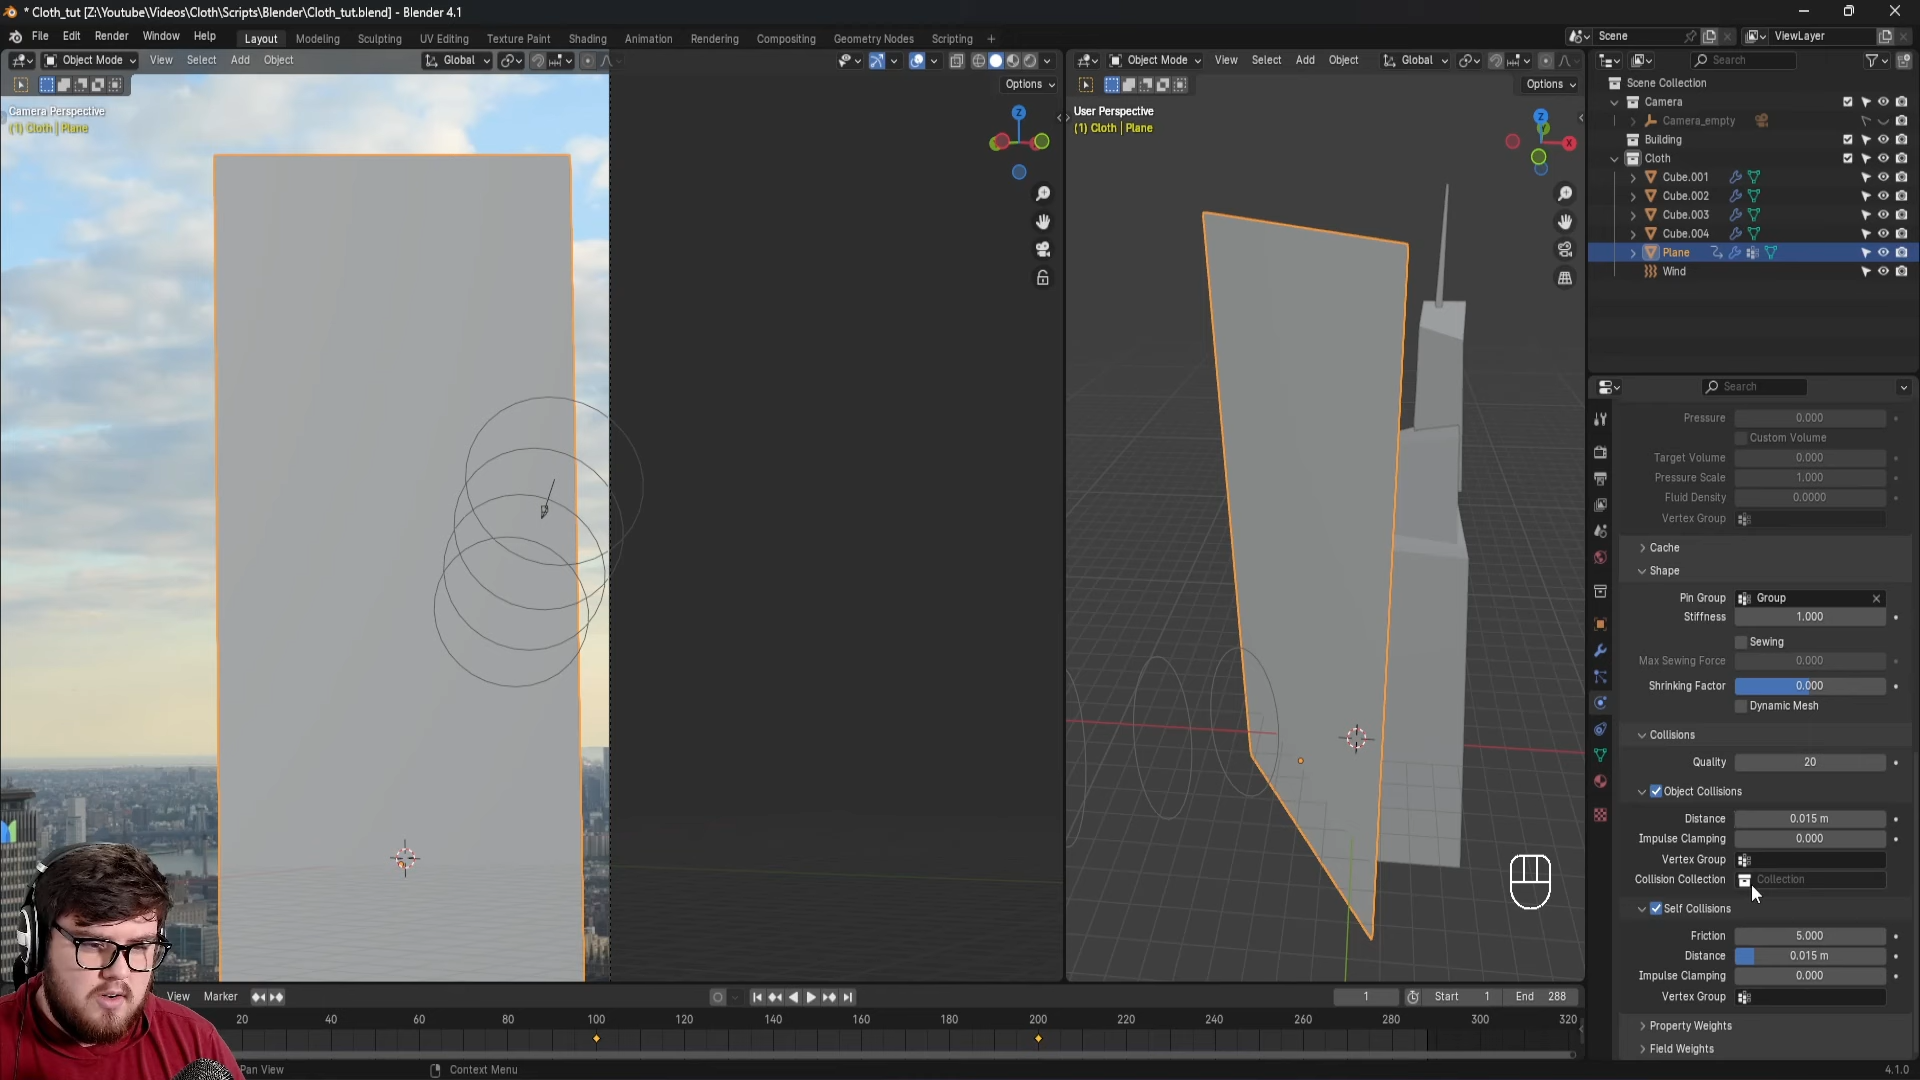 * Cloth_tut [Z:\Youtube\Videos\Cloth\Scripts\Blender\Cloth_tut.blend] - Blender 4.1
File Edit Render Window Help
Layout Modeling Sculpting UV Editing Texture Paint Shading Animation Rendering Compositing Geometry Nodes Scripting +
Scene
ViewLayer
Object Mode View Select Add Object Global
Options
Camera Perspective
(1) Cloth | Plane
Z
Object Mode View Select Add Object Global
Options
User Perspective
(1) Cloth | Plane
Z
Y
X
Search
Scene Collection
Camera
Camera_empty
Building
Cloth
Cube.001
Cube.002
Cube.003
Cube.004
Plane
Wind
Search
Pressure 0.000
Custom Volume
Target Volume 0.000
Pressure Scale 1.000
Fluid Density 0.0000
Vertex Group
Cache
Shape
Pin Group Group
Stiffness 1.000
Sewing
Max Sewing Force 0.000
Shrinking Factor 0.000
Dynamic Mesh
Collisions
Quality 20
Object Collisions
Distance 0.015 m
Impulse Clamping 0.000
Vertex Group
Collision Collection Collection
Self Collisions
Friction 5.000
Distance 0.015 m
Impulse Clamping 0.000
Vertex Group
Property Weights
Field Weights
View Marker
1 Start 1 End 288
20 40 60 80 100 120 140 160 180 200 220 240 260 280 300 320
Pan View Context Menu
4.1.0